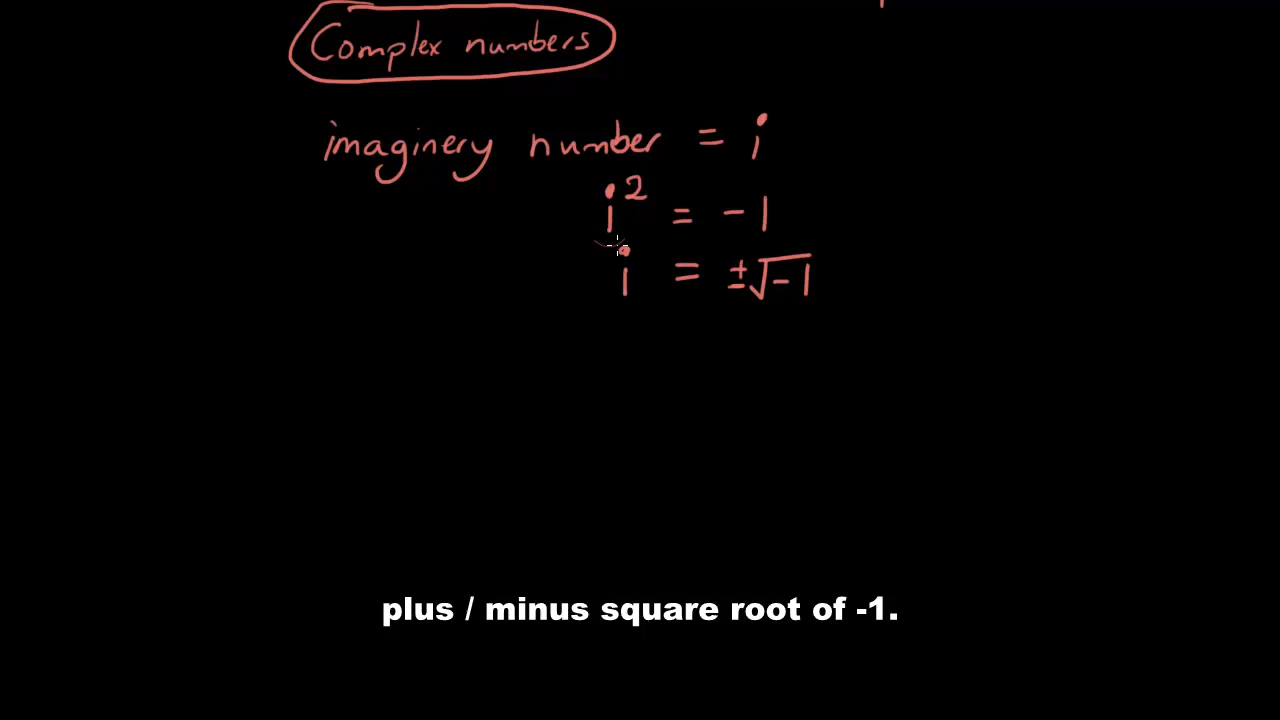 Complex numbers
imaginery number = i
i² = -1
i = ±√-1
plus / minus square root of -1.